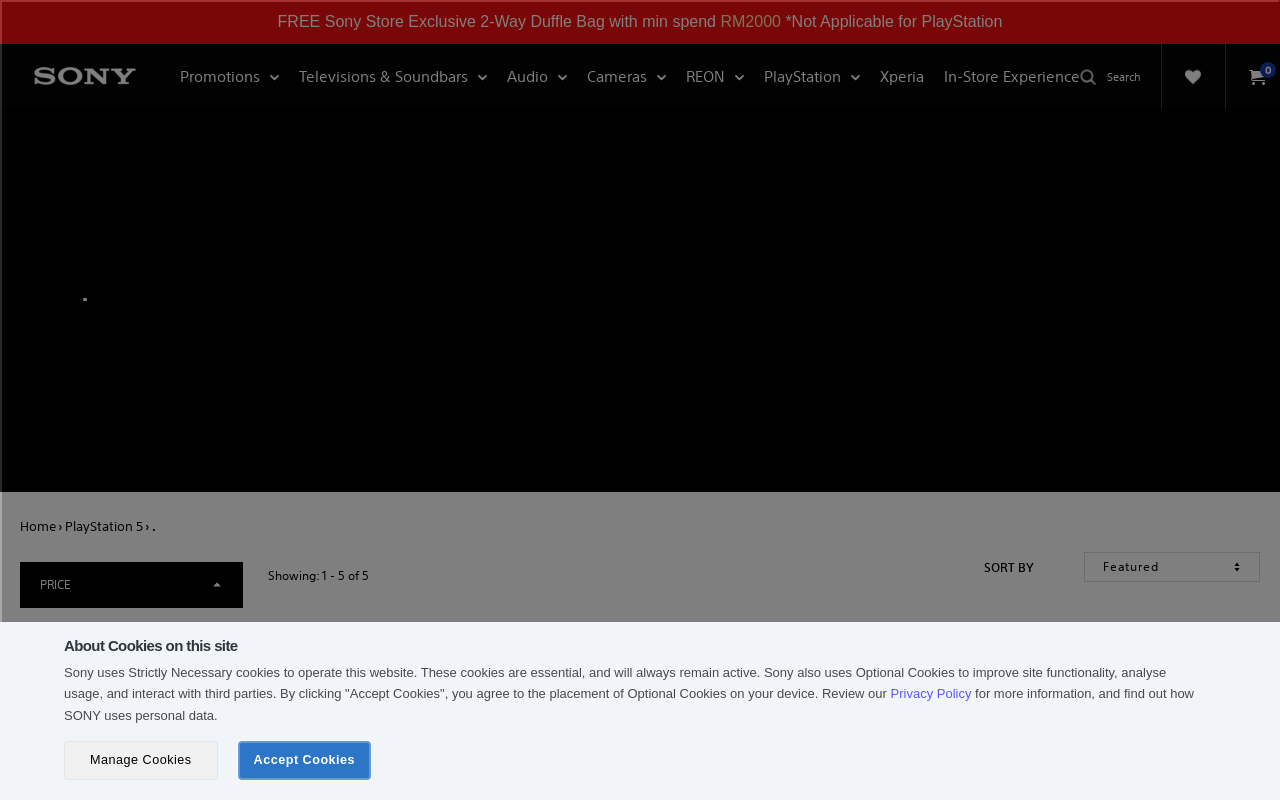 FREE Sony Store Exclusive 2-Way Duffle Bag with min spend RM2000 *Not Applicable for PlayStation
SONY Promotions Televisions & Soundbars Audio Cameras REON PlayStation Xperia In-Store Experience Search 0
.
Home › PlayStation 5 › .
PRICE
Showing: 1 - 5 of 5
SORT BY Featured
About Cookies on this site
Sony uses Strictly Necessary cookies to operate this website. These cookies are essential, and will always remain active. Sony also uses Optional Cookies to improve site functionality, analyse
usage, and interact with third parties. By clicking "Accept Cookies", you agree to the placement of Optional Cookies on your device. Review our Privacy Policy for more information, and find out how
SONY uses personal data.
Manage Cookies Accept Cookies